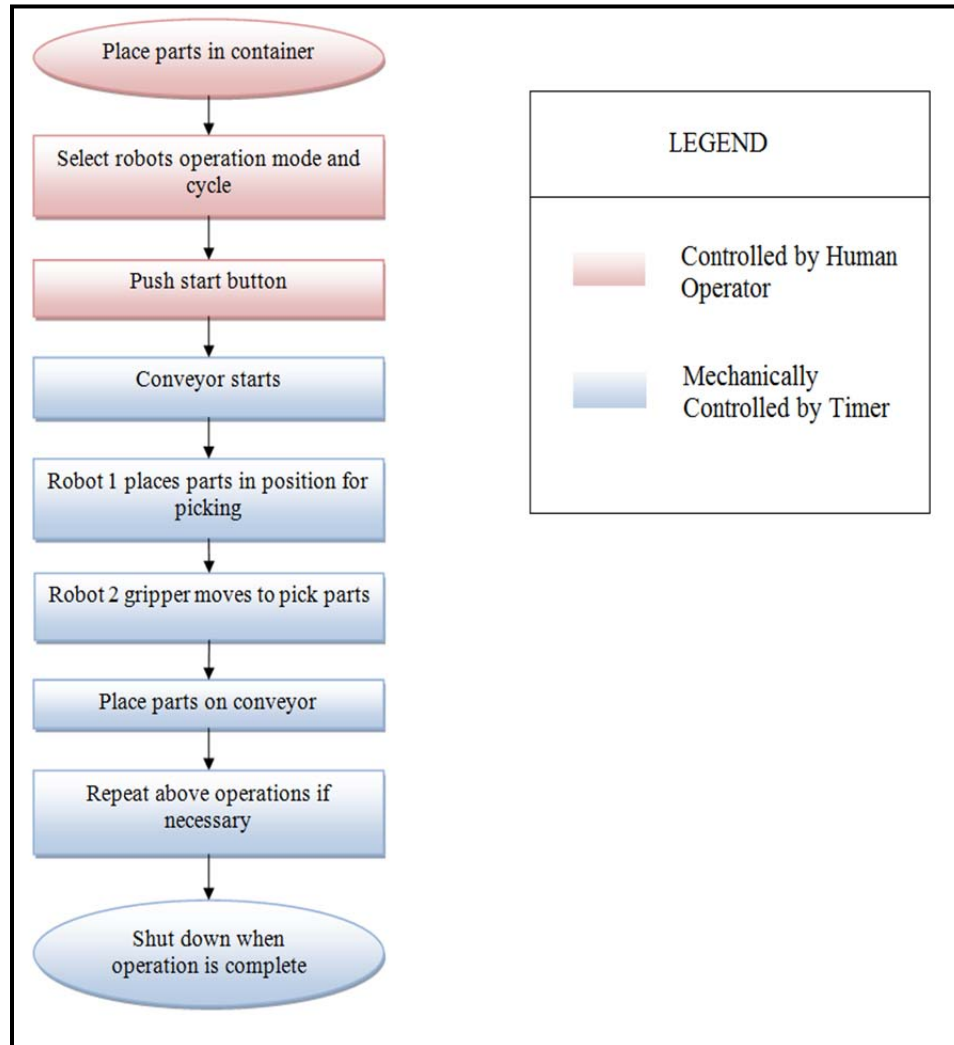 Place parts in container
Select robots operation mode and
cycle
Push start button
Conveyor starts
Robot 1 places parts in position for
picking
Robot 2 gripper moves to pick parts
Place parts on conveyor
Repeat above operations if
necessary
Shut down when
operation is complete
LEGEND
Controlled by Human
Operator
Mechanically
Controlled by Timer